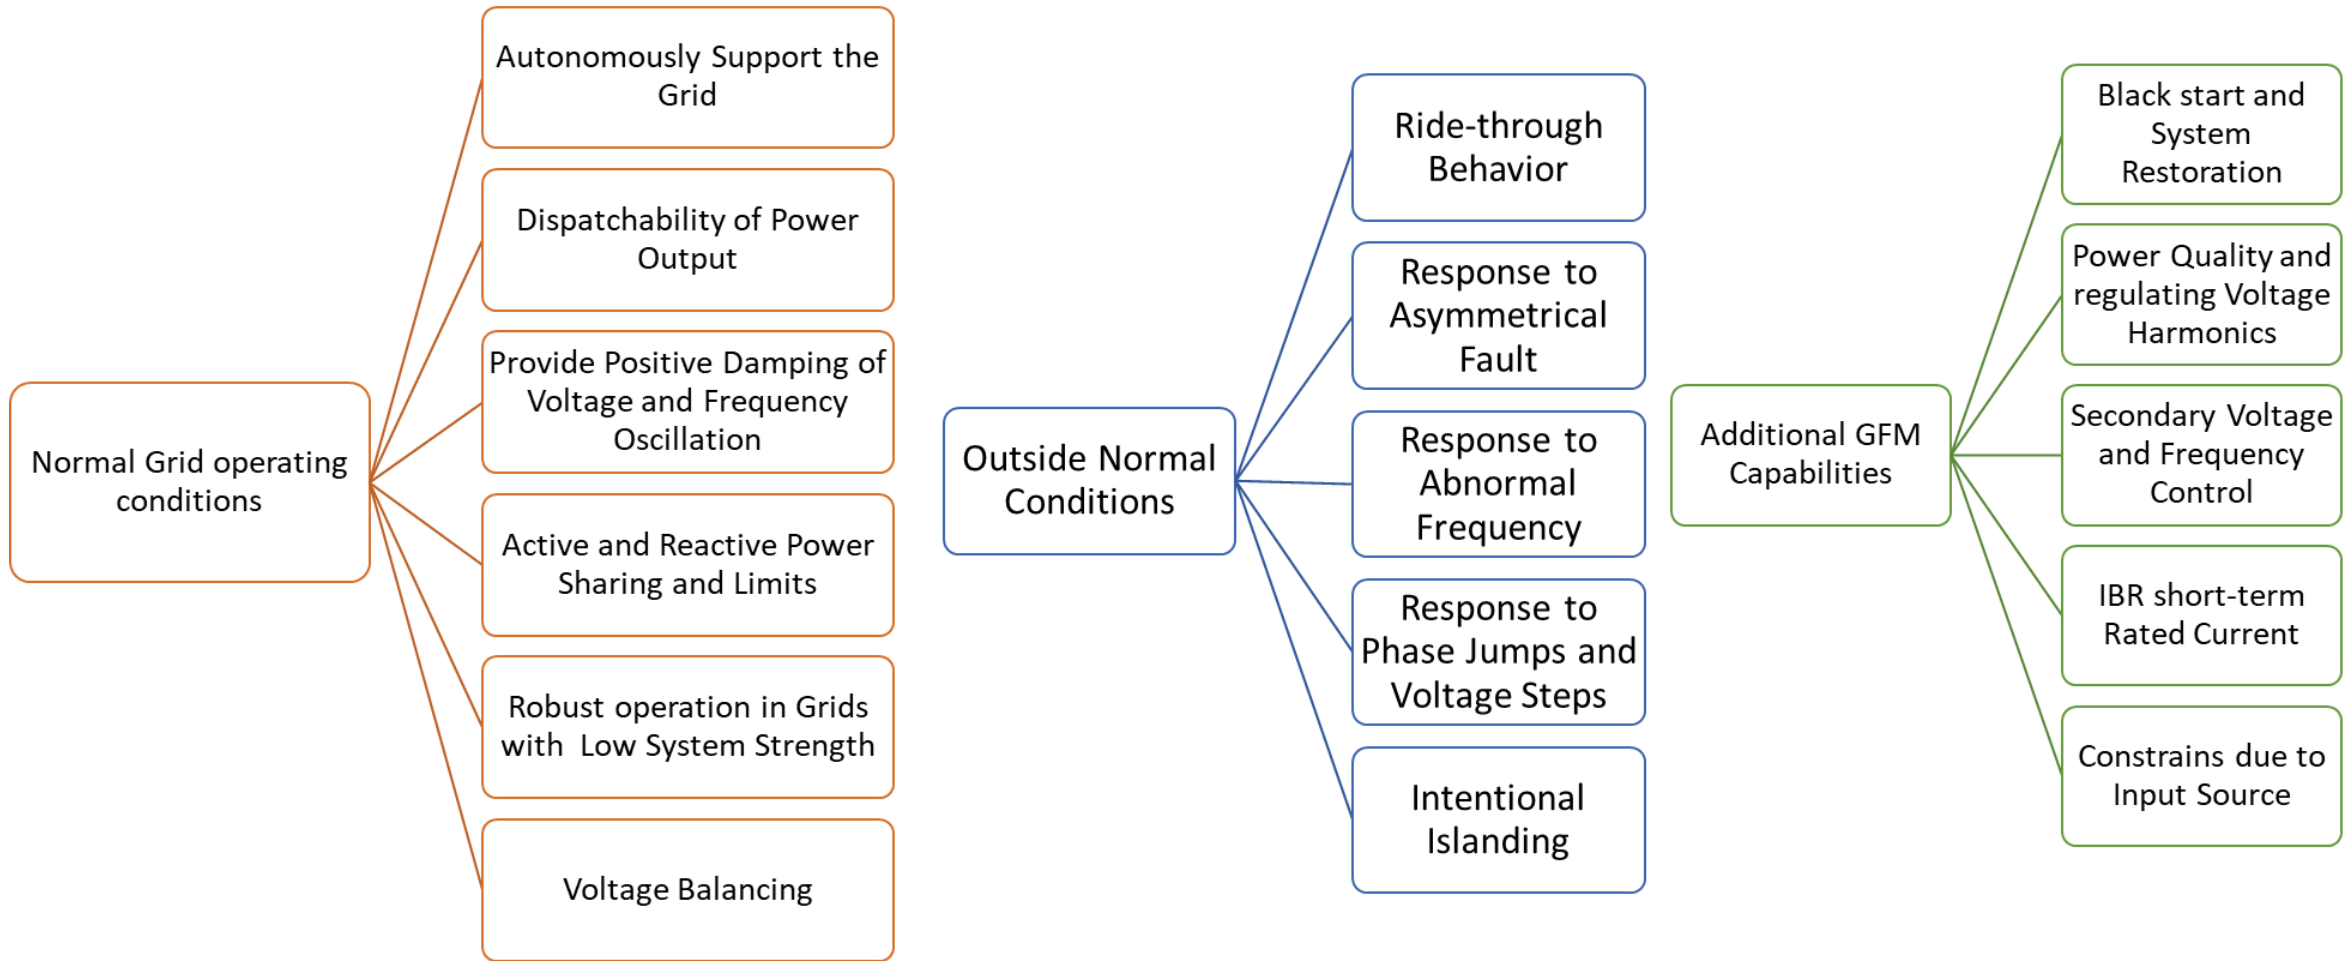 Normal Grid operating
conditions
Autonomously Support the
Grid
Dispatchability of Power
Output
Provide Positive Damping of
Voltage and Frequency
Oscillation
Active and Reactive Power
Sharing and Limits
Robust operation in Grids
with  Low System Strength
Voltage Balancing
Outside Normal
Conditions
Ride-through
Behavior
Response to
Asymmetrical
Fault
Response to
Abnormal
Frequency
Response to
Phase Jumps and
Voltage Steps
Intentional
Islanding
Additional GFM
Capabilities
Black start and
System
Restoration
Power Quality and
regulating Voltage
Harmonics
Secondary Voltage
and Frequency
Control
IBR short-term
Rated Current
Constrains due to
Input Source